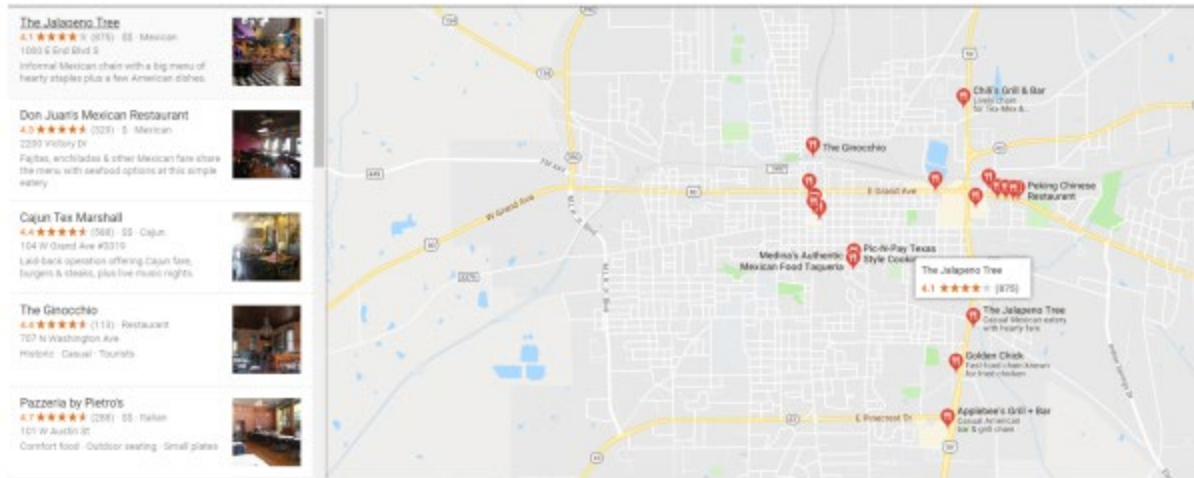 The Jalapeno Tree
4.1 (875) · $$ · Mexican
1000 E End Blvd S
Informal Mexican chain with a big menu of
hearty staples plus a few American dishes.
Don Juan's Mexican Restaurant
(323) · $ · Mexican
2200 Victory Dr
Fajitas, enchiladas & other Mexican fare share
the menu with seafood options at this simple
eatery
Cajun Tex Marshall
4.4 (568) · $$ · Cajun
104 W Grand Ave
Laid-back operation offering Cajun fare,
burgers & steaks, plus live music nights.
The Ginocchio
4.4 (113) · Restaurant
707 N Washington Ave
Historic · Casual · Tourists
Pazzeria by Pietro's
4.7 (288) · $$ · Italian
101 W Austin St
Comfort food · Outdoor seating · Small plates
Chili's Grill & Bar
Lively chain
for Tex-Mex &...
The Ginocchio
E Grand Ave
Peking Chinese
Restaurant
W Grand Ave
Medina's Authentic
Mexican Food Taqueria
Pic-N-Pay Texas
Style
The Jalapeno Tree
4.1 (875)
The Jalapeno Tree
Casual Mexican eatery
with hearty fare
Golden Chick
Fast-food chain known
for fried chicken
E Pinecrest Dr
Applebee's Grill + Bar
Casual American
bar & grill chain